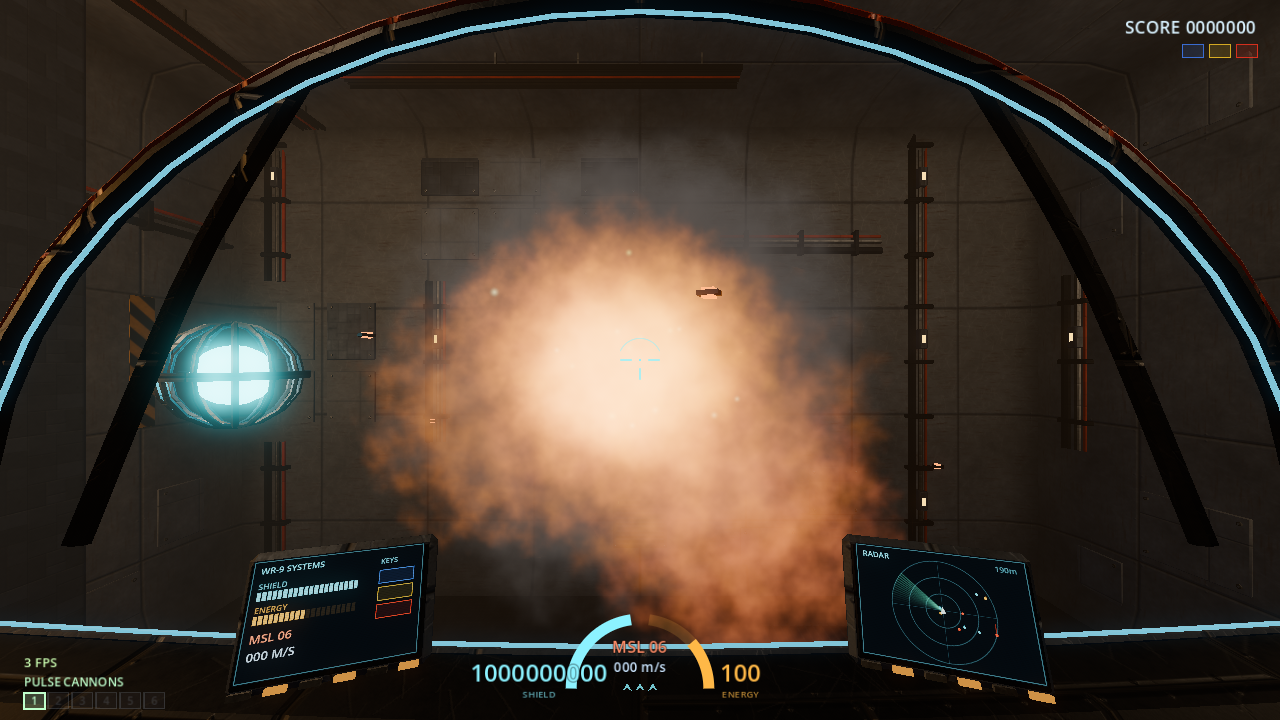 SCORE 0000000
WR-9 SYSTEMS
KEYS
SHIELD
ENERGY
MSL 06
000 M/S
RADAR
190m
3 FPS
PULSE CANNONS
1 2 3 4 5 6
1000000000
SHIELD
MSL 06
000 m/s
100
ENERGY